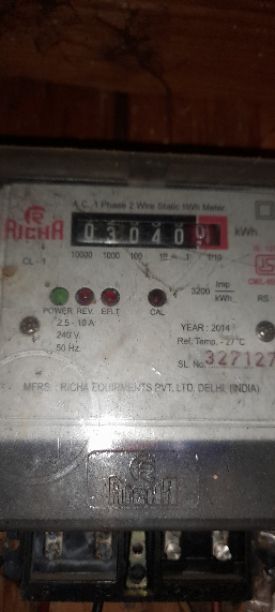 A.C. 1 Phase 2 Wire Static kWh Meter
RICHA
03040
kWh
10000 1000 100 10 1 1/10
CL-1
POWER REV. E/LT CAL
3200 Imp
kWh
RS.
2.5 - 10 A
240 V
50 Hz
YEAR : 2014
Ref. Temp. - 27°C
SL. No. 327127
MFRS. : RICHA EQUIPMENTS PVT. LTD. DELHI, (INDIA)
RICHA